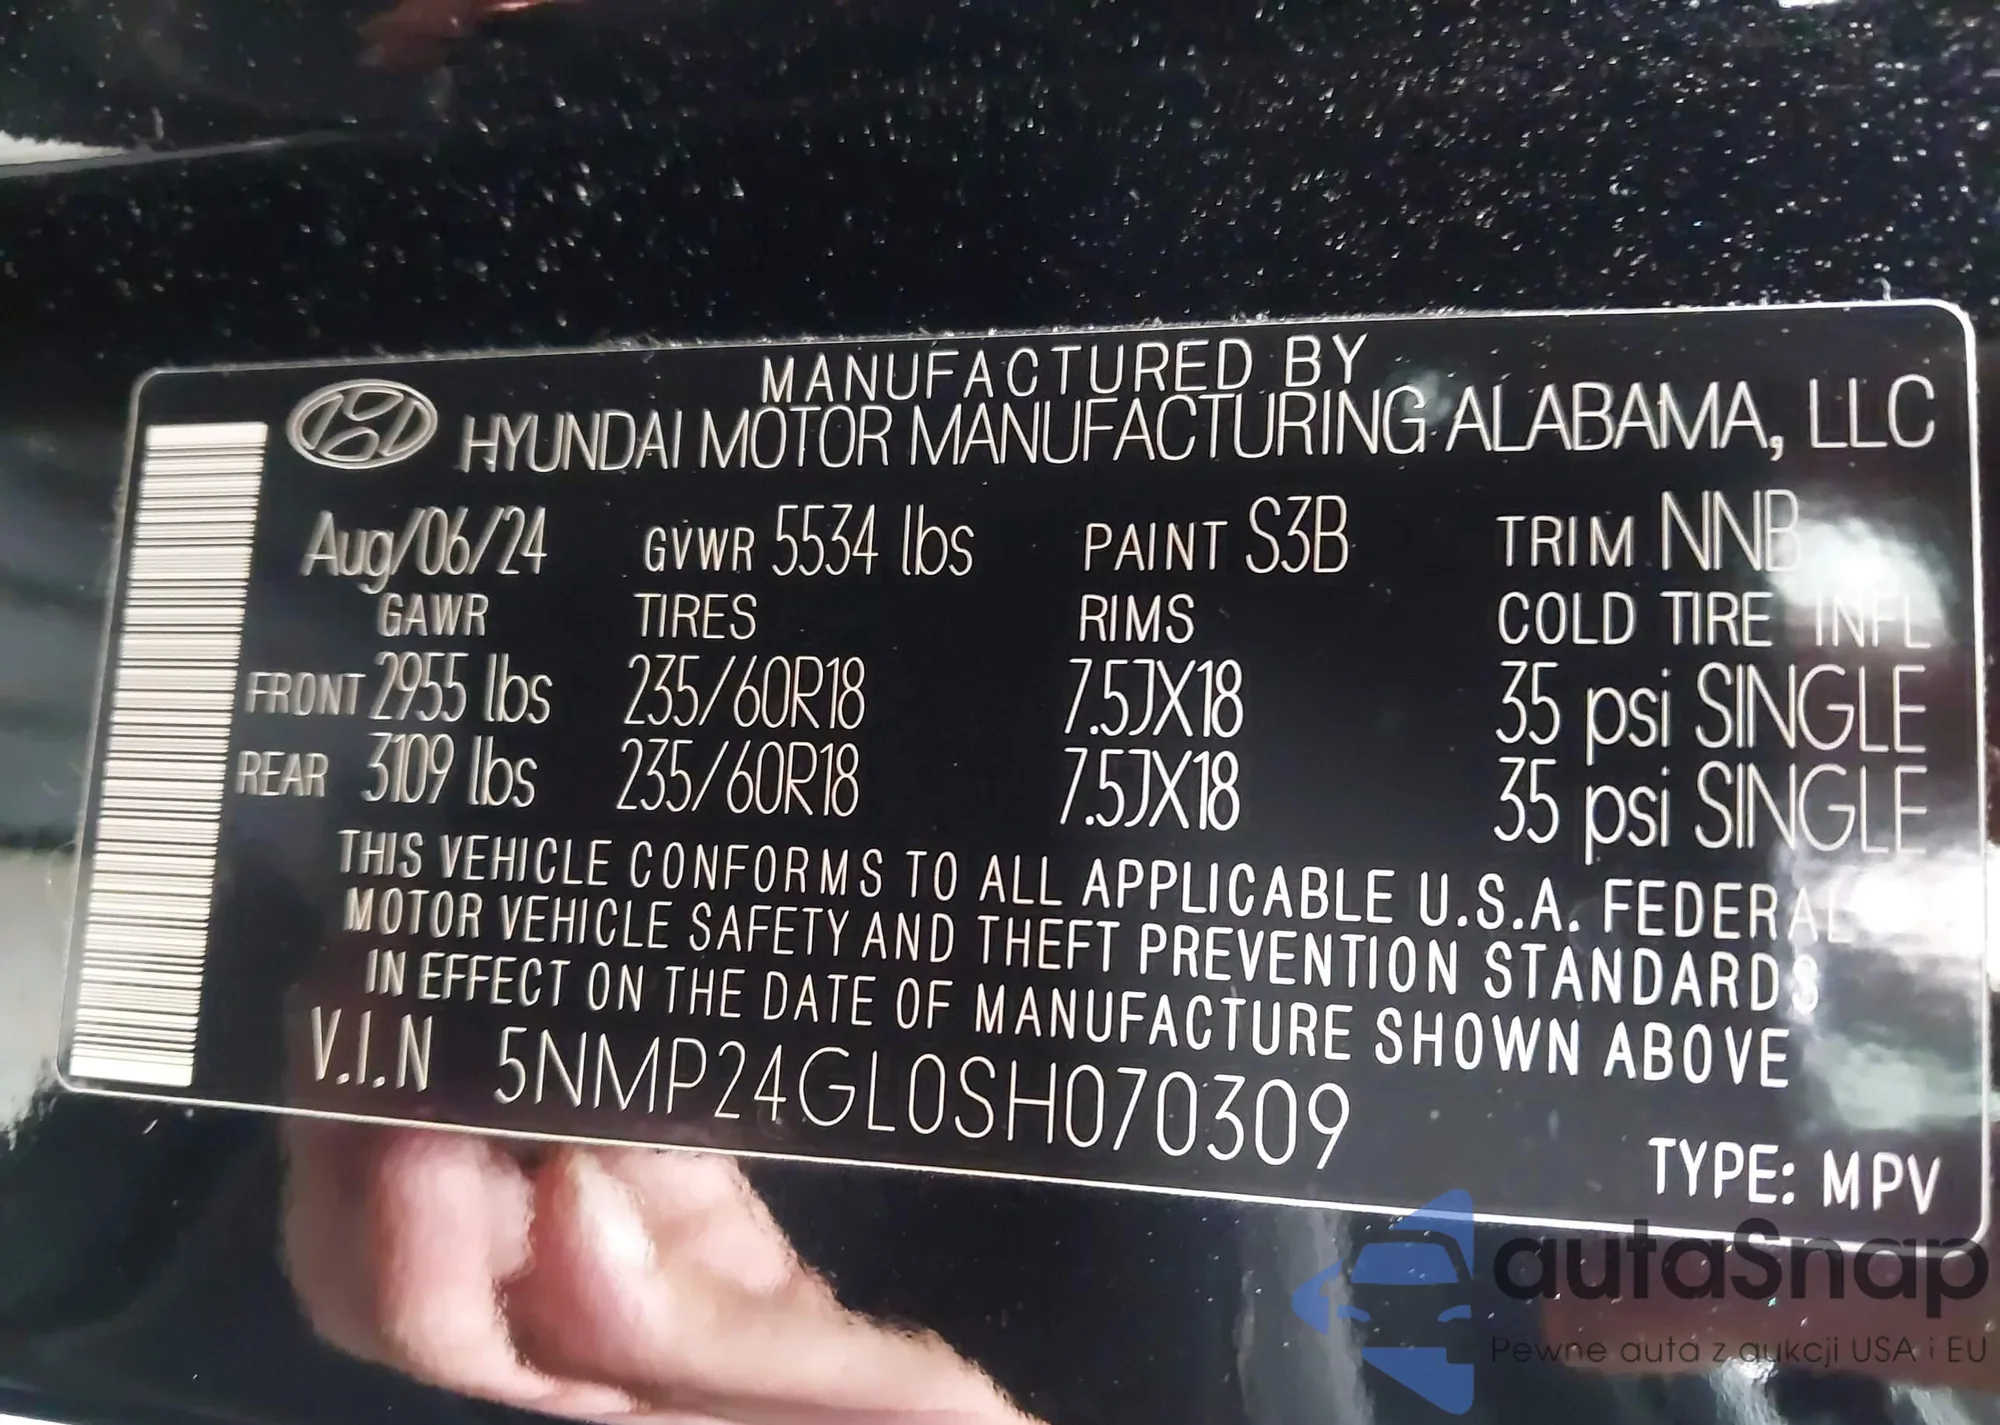 MANUFACTURED BY
HYUNDAI MOTOR MANUFACTURING ALABAMA, LLC
Aug/06/24 GVWR 5534 lbs PAINT S3B TRIM NNB
GAWR TIRES RIMS COLD TIRE INFL
FRONT 2955 lbs 235/60R18 7.5JX18 35 psi SINGLE
REAR 3109 lbs 235/60R18 7.5JX18 35 psi SINGLE
THIS VEHICLE CONFORMS TO ALL APPLICABLE U.S.A. FEDERAL
MOTOR VEHICLE SAFETY AND THEFT PREVENTION STANDARDS
IN EFFECT ON THE DATE OF MANUFACTURE SHOWN ABOVE
V.I.N 5NMP24GL0SH070309
TYPE: MPV
autaSnap
Pewne auta z aukcji USA i EU